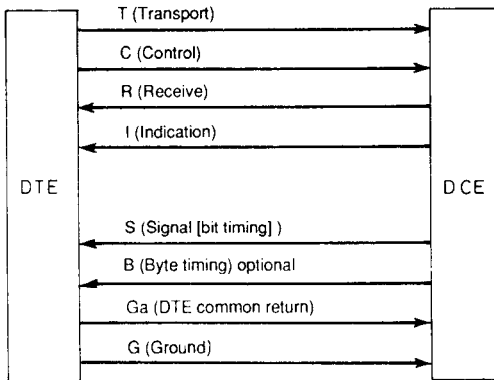 T (Transport)
C (Control)
R (Receive)
I (Indication)
DTE
DCE
S (Signal [bit timing] )
B (Byte timing) optional
Ga (DTE common return)
G (Ground)